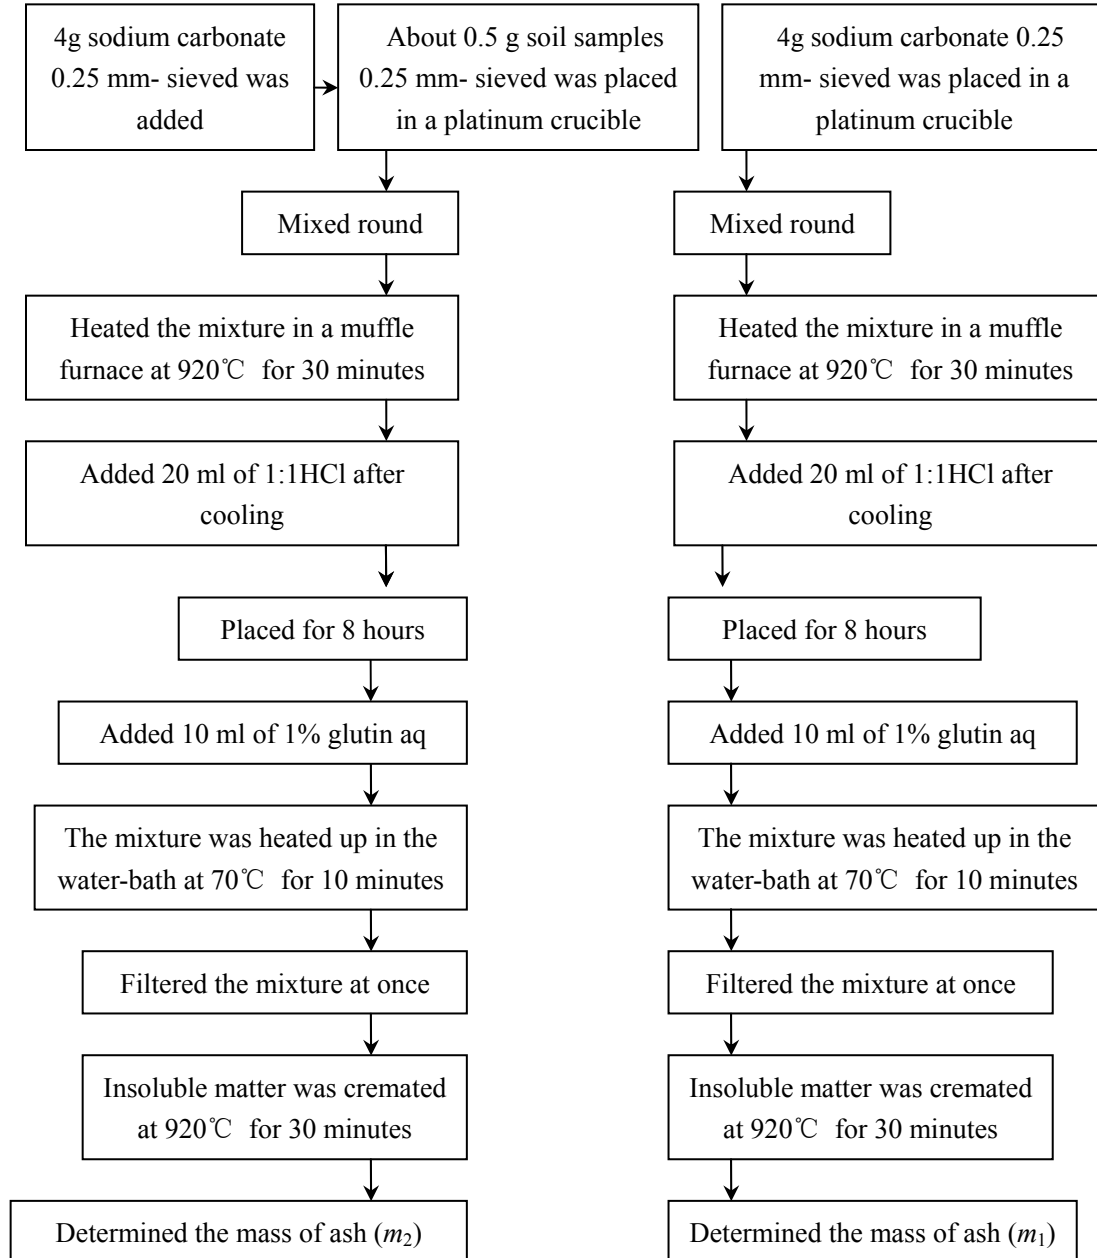 4g sodium carbonate
0.25 mm- sieved was
added
About 0.5 g soil samples
0.25 mm- sieved was placed
in a platinum crucible
4g sodium carbonate 0.25
mm- sieved was placed in a
platinum crucible
Mixed round
Mixed round
Heated the mixture in a muffle
furnace at 920℃ for 30 minutes
Heated the mixture in a muffle
furnace at 920℃ for 30 minutes
Added 20 ml of 1:1HCl after
cooling
Added 20 ml of 1:1HCl after
cooling
Placed for 8 hours
Placed for 8 hours
Added 10 ml of 1% glutin aq
Added 10 ml of 1% glutin aq
The mixture was heated up in the
water-bath at 70℃ for 10 minutes
The mixture was heated up in the
water-bath at 70℃ for 10 minutes
Filtered the mixture at once
Filtered the mixture at once
Insoluble matter was cremated
at 920℃ for 30 minutes
Insoluble matter was cremated
at 920℃ for 30 minutes
Determined the mass of ash (m₂)
Determined the mass of ash (m₁)